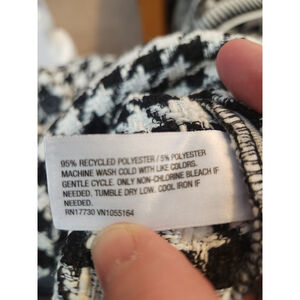 95% RECYCLED POLYESTER / 5% POLYESTER
MACHINE WASH COLD WITH LIKE COLORS.
GENTLE CYCLE. ONLY NON-CHLORINE BLEACH IF
NEEDED. TUMBLE DRY LOW. COOL IRON IF
NEEDED.
RN17730 VN1055164